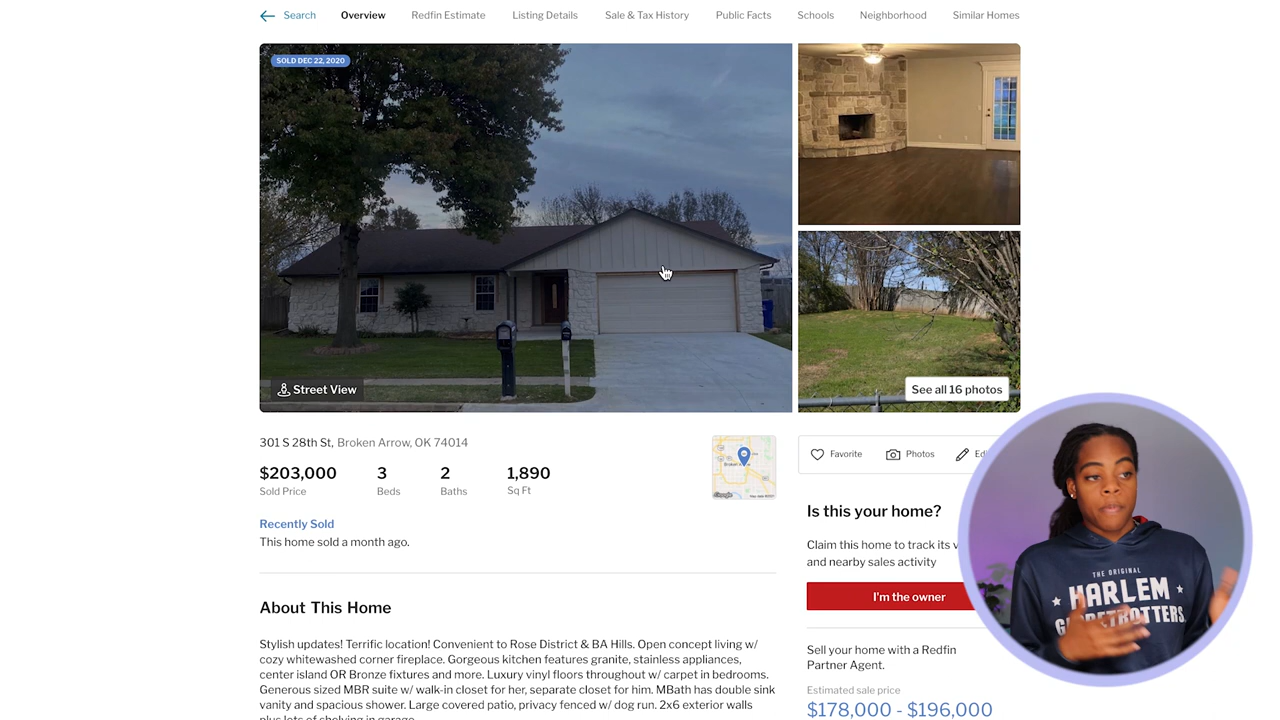 Search Overview Redfin Estimate Listing Details Sale & Tax History Public Facts Schools Neighborhood Similar Homes
SOLD DEC 22, 2020
Street View
See all 16 photos
301 S 28th St, Broken Arrow, OK 74014
$203,000 3 2 1,890
Sold Price Beds Baths Sq Ft
Recently Sold
This home sold a month ago.
About This Home
Stylish updates! Terrific location! Convenient to Rose District & BA Hills. Open concept living w/
cozy whitewashed corner fireplace. Gorgeous kitchen features granite, stainless appliances,
center island OR Bronze fixtures and more. Luxury vinyl floors throughout w/ carpet in bedrooms.
Generous sized MBR suite w/ walk-in closet for her, separate closet for him. MBath has double sink
vanity and spacious shower. Large covered patio, privacy fenced w/ dog run. 2x6 exterior walls
plus lots of shelving in garage.
Favorite Photos Ed
Is this your home?
Claim this home to track its v
and nearby sales activity
I'm the owner
Sell your home with a Redfin
Partner Agent.
Estimated sale price
$178,000 - $196,000
THE ORIGINAL
HARLEM
GLOBETROTTERS